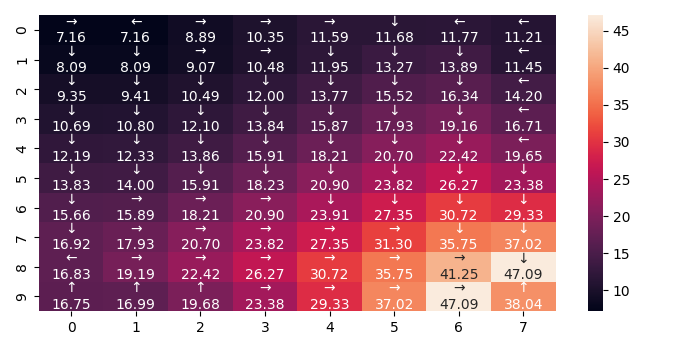 → ← → → → ↓ ← ←
0 7.16 7.16 8.89 10.35 11.59 11.68 11.77 11.21
↓ ↓ → → ↓ ↓ ↓ ←
1 8.09 8.09 9.07 10.48 11.95 13.27 13.89 11.45
↓ ↓ ↓ ↓ ↓ ↓ ↓ ←
2 9.35 9.41 10.49 12.00 13.77 15.52 16.34 14.20
↓ ↓ ↓ ↓ ↓ ↓ ↓ ←
3 10.69 10.80 12.10 13.84 15.87 17.93 19.16 16.71
↓ ↓ ↓ ↓ ↓ ↓ ↓ ←
4 12.19 12.33 13.86 15.91 18.21 20.70 22.42 19.65
↓ ↓ ↓ ↓ ↓ ↓ ↓ ↓
5 13.83 14.00 15.91 18.23 20.90 23.82 26.27 23.38
↓ → → → ↓ ↓ ↓ ↓
6 15.66 15.89 18.21 20.90 23.91 27.35 30.72 29.33
↓ → → → → → ↓ ↓
7 16.92 17.93 20.70 23.82 27.35 31.30 35.75 37.02
← → → → → → → ↓
8 16.83 19.19 22.42 26.27 30.72 35.75 41.25 47.09
↑ ↑ ↑ → → → → ↑
9 16.75 16.99 19.68 23.38 29.33 37.02 47.09 38.04
0 1 2 3 4 5 6 7
45
40
35
30
25
20
15
10